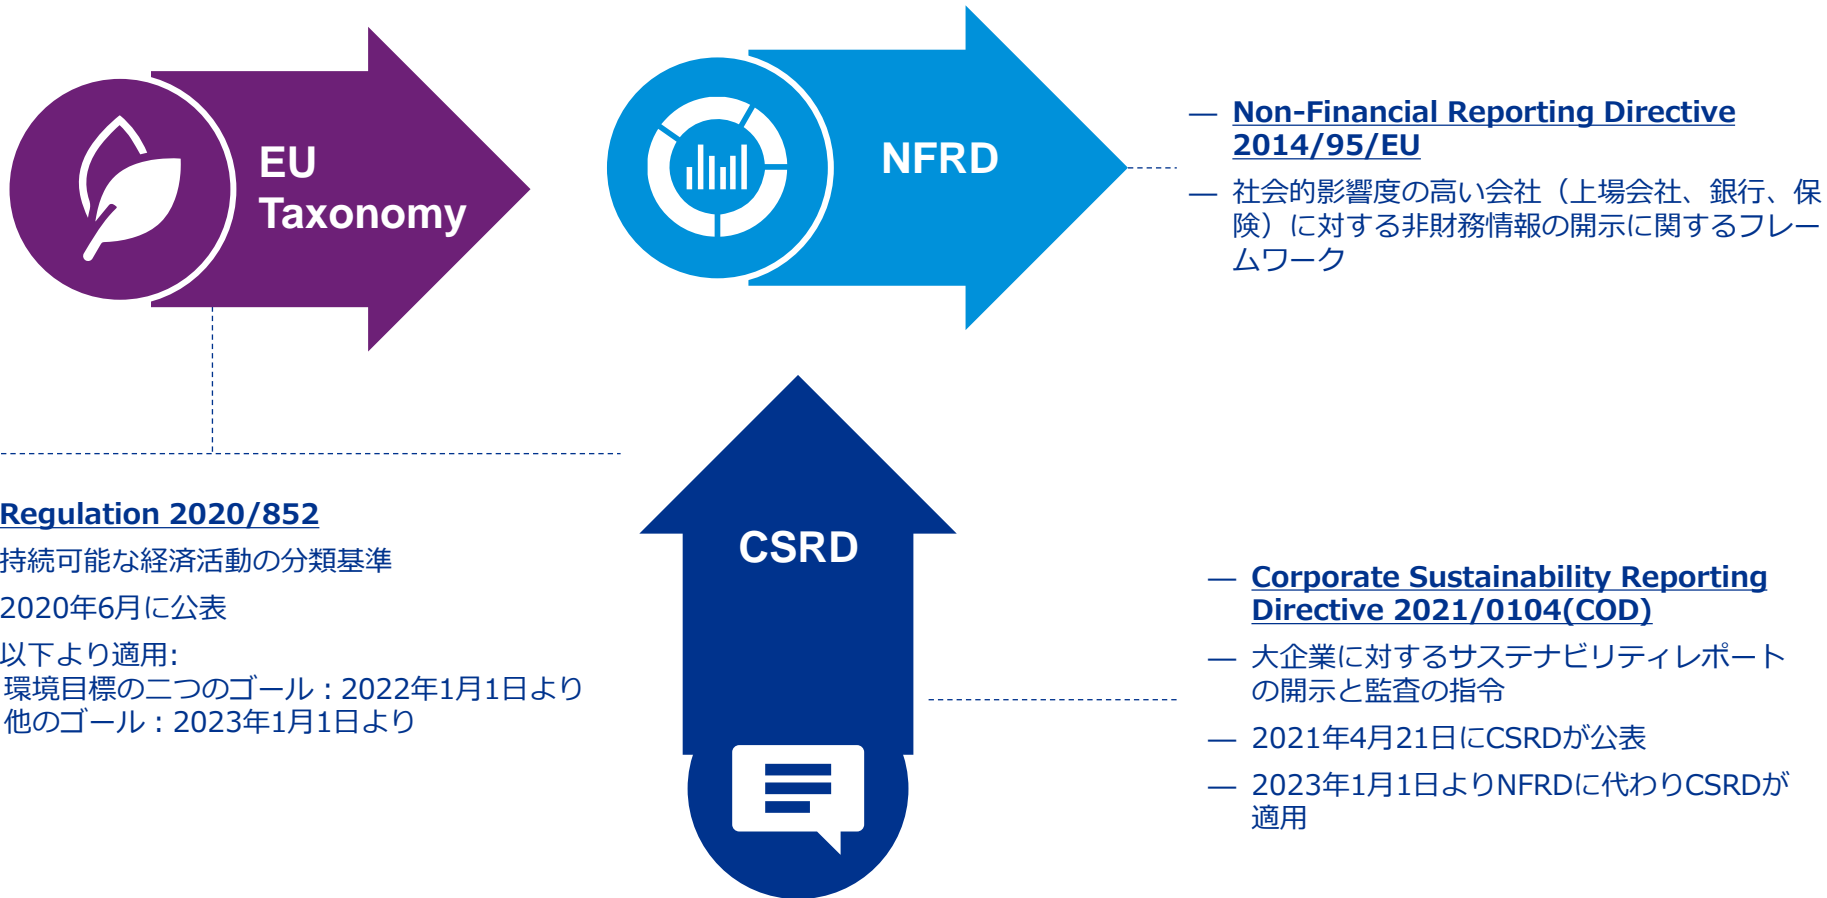 EU
Taxonomy
NFRD
— Non-Financial Reporting Directive
2014/95/EU
— 社会的影響度の高い会社（上場会社、銀行、保
険）に対する非財務情報の開示に関するフレー
ムワーク
Regulation 2020/852
持続可能な経済活動の分類基準
2020年6月に公表
以下より適用:
環境目標の二つのゴール：2022年1月1日より
他のゴール：2023年1月1日より
CSRD
— Corporate Sustainability Reporting
Directive 2021/0104(COD)
— 大企業に対するサステナビリティレポート
の開示と監査の指令
— 2021年4月21日にCSRDが公表
— 2023年1月1日よりNFRDに代わりCSRDが
適用